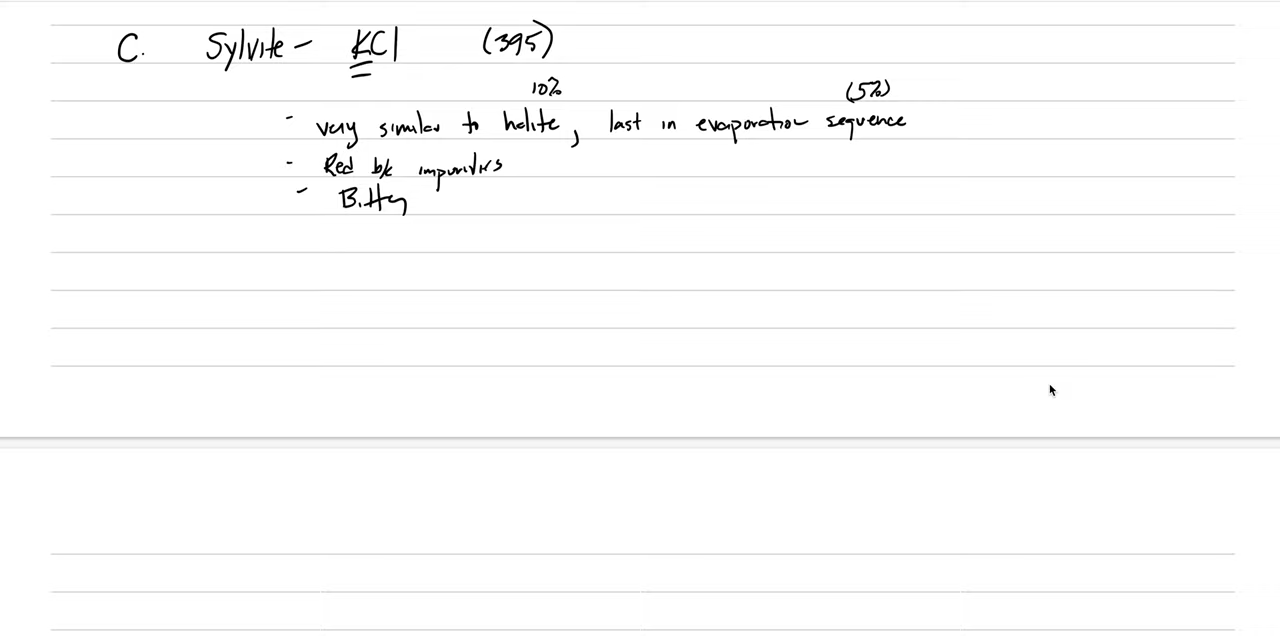 C. Sylvite - KCl (395)
10% (5%)
- very similar to halite, last in evaporation sequence
- Red b/c impurities
- Bitter